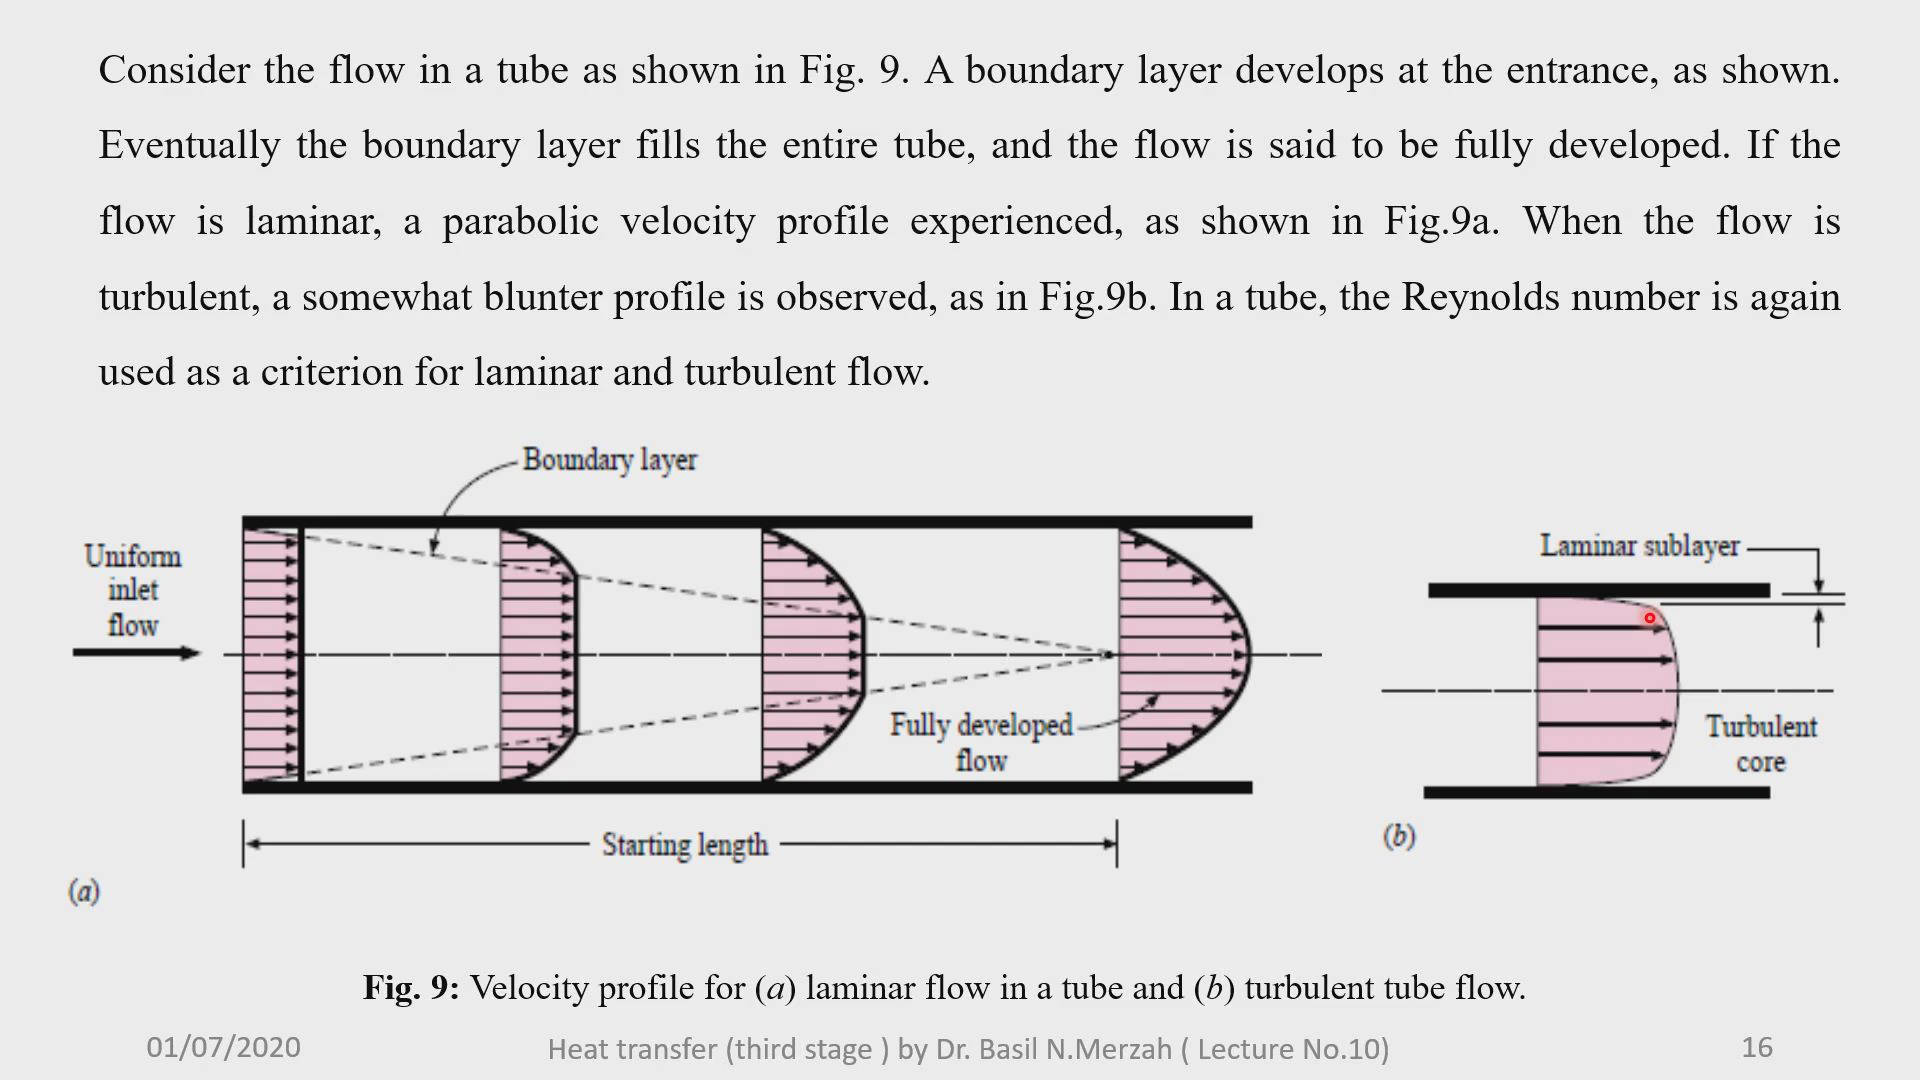 Consider the flow in a tube as shown in Fig. 9. A boundary layer develops at the entrance, as shown.
Eventually the boundary layer fills the entire tube, and the flow is said to be fully developed. If the
flow is laminar, a parabolic velocity profile experienced, as shown in Fig.9a. When the flow is
turbulent, a somewhat blunter profile is observed, as in Fig.9b. In a tube, the Reynolds number is again
used as a criterion for laminar and turbulent flow.
Boundary layer
Uniform
inlet
flow
Fully developed
flow
Starting length
(a)
Laminar sublayer
Turbulent
core
(b)
Fig. 9: Velocity profile for (a) laminar flow in a tube and (b) turbulent tube flow.
01/07/2020
Heat transfer (third stage ) by Dr. Basil N.Merzah ( Lecture No.10)
16